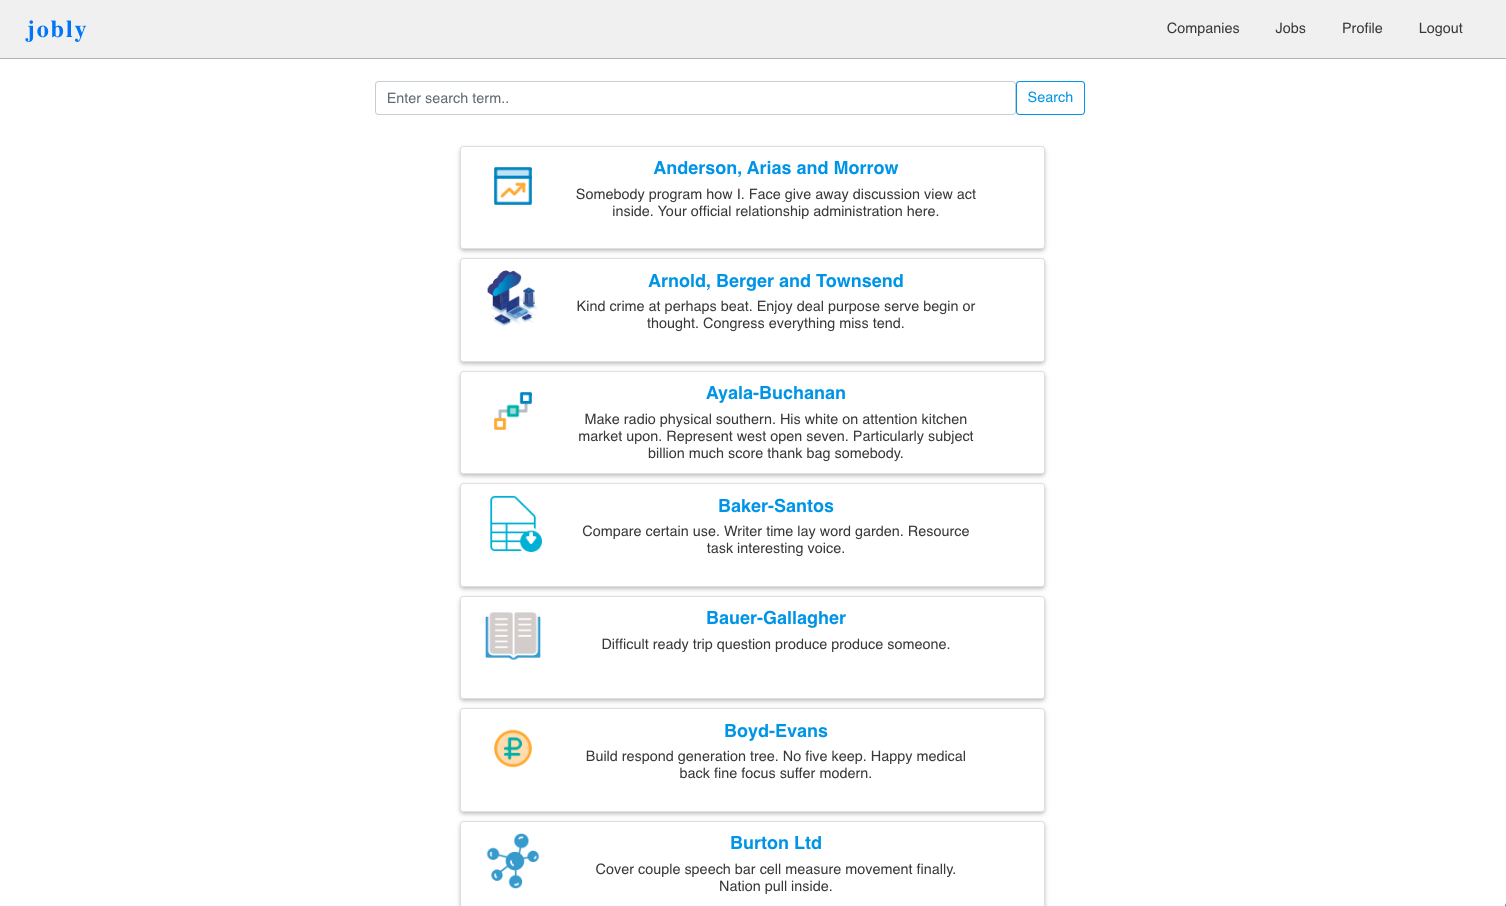 jobly
Companies Jobs Profile Logout
Enter search term.. Search
Anderson, Arias and Morrow
Somebody program how I. Face give away discussion view act
inside. Your official relationship administration here.
Arnold, Berger and Townsend
Kind crime at perhaps beat. Enjoy deal purpose serve begin or
thought. Congress everything miss tend.
Ayala-Buchanan
Make radio physical southern. His white on attention kitchen
market upon. Represent west open seven. Particularly subject
billion much score thank bag somebody.
Baker-Santos
Compare certain use. Writer time lay word garden. Resource
task interesting voice.
Bauer-Gallagher
Difficult ready trip question produce produce someone.
Boyd-Evans
Build respond generation tree. No five keep. Happy medical
back fine focus suffer modern.
Burton Ltd
Cover couple speech bar cell measure movement finally.
Nation pull inside.